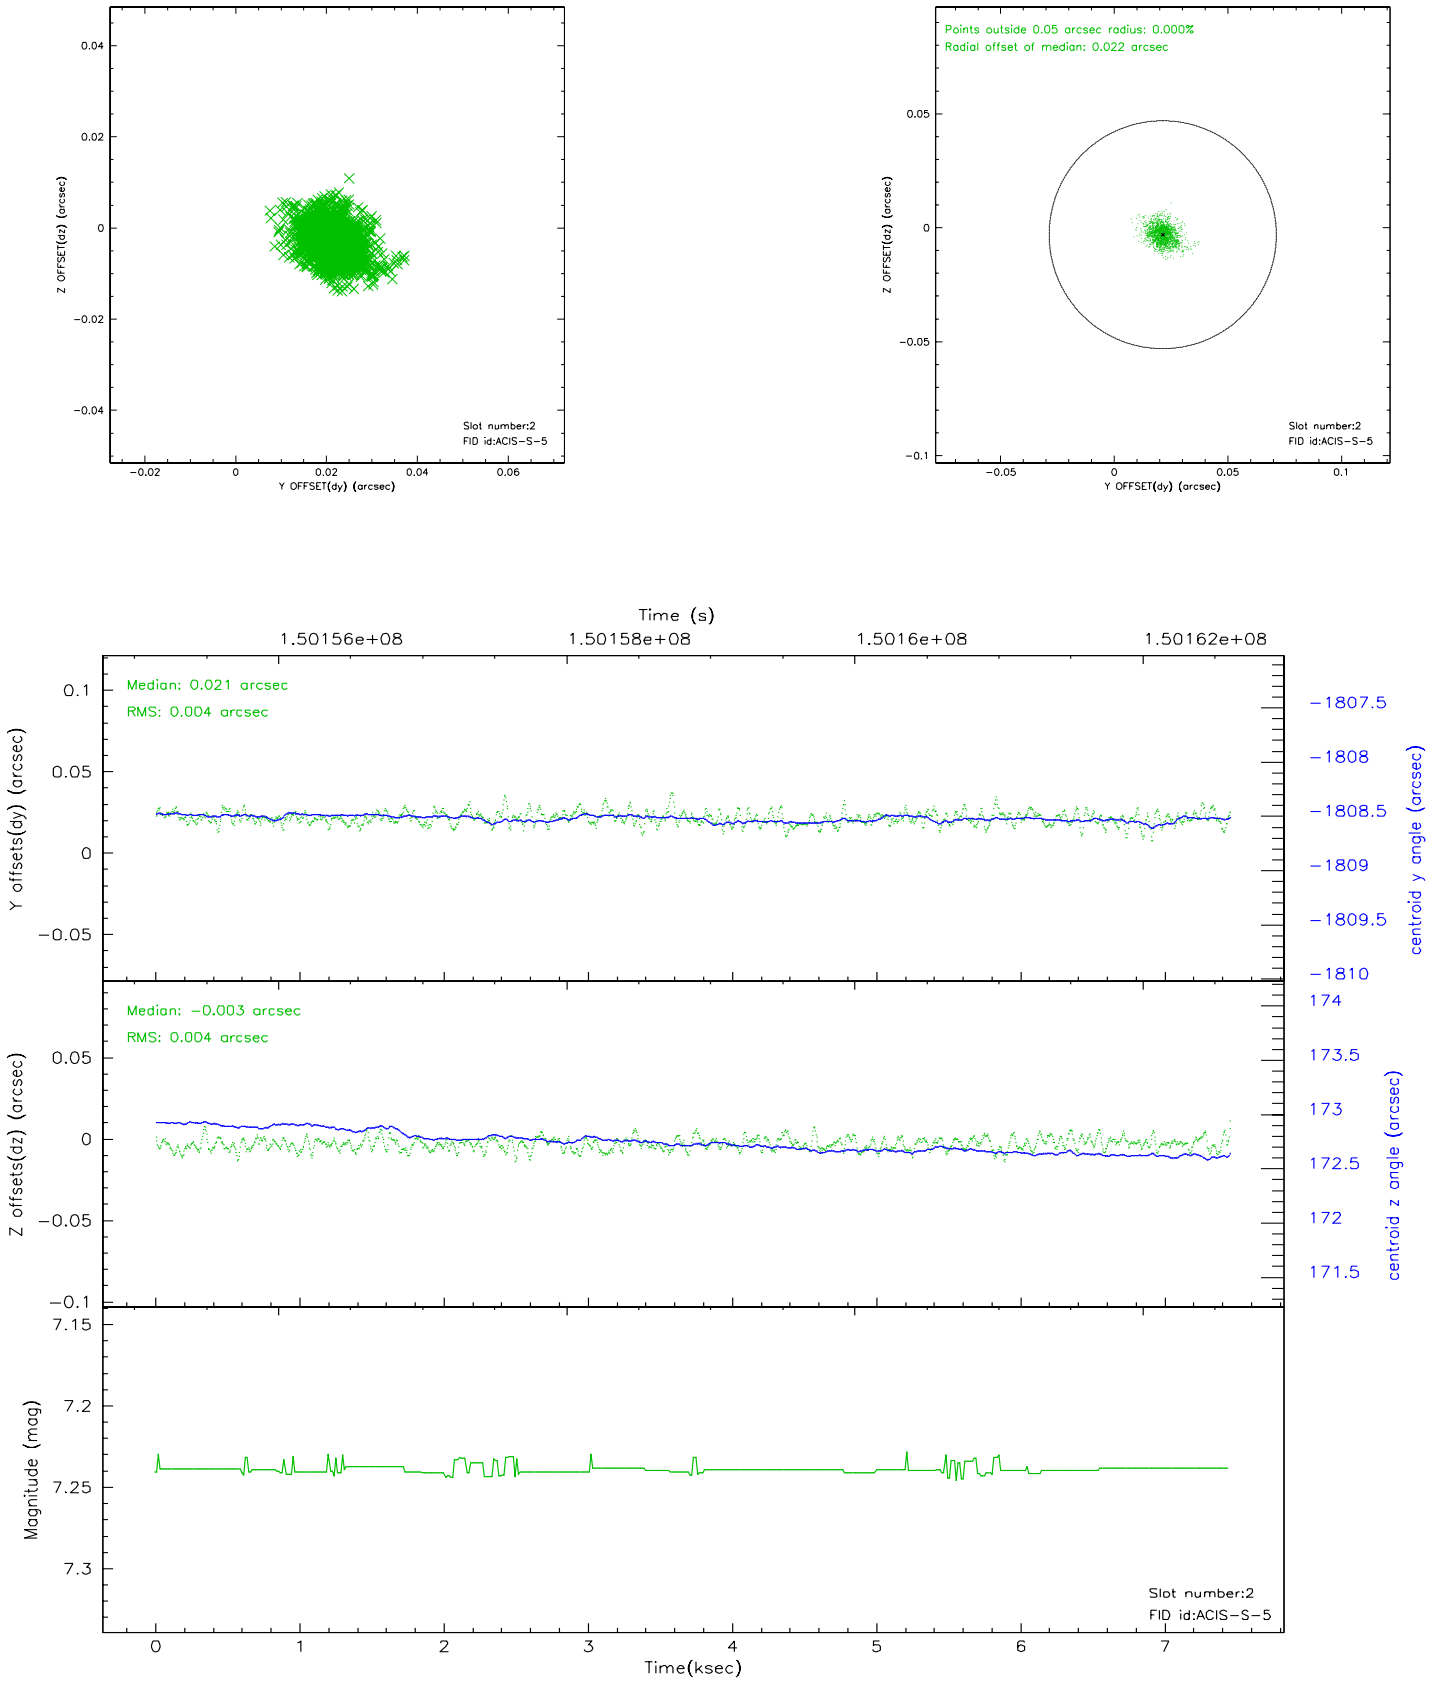 0.04
0.02
0
-0.02
-0.04
Z OFFSET(dz) (arcsec)
Slot number:2
FID id:ACIS-S-5
-0.02 0 0.02 0.04 0.06
Y OFFSET(dy) (arcsec)
Points outside 0.05 arcsec radius: 0.000%
Radial offset of median: 0.022 arcsec
0.05
0
-0.05
-0.1
Z OFFSET(dz) (arcsec)
Slot number:2
FID id:ACIS-S-5
-0.05 0 0.05 0.1
Y OFFSET(dy) (arcsec)
Time (s)
1.50156e+08 1.50158e+08 1.5016e+08 1.50162e+08
Median: 0.021 arcsec
RMS: 0.004 arcsec
0.1
0.05
0
-0.05
Y offsets(dy) (arcsec)
-1807.5
-1808
-1808.5
-1809
-1809.5
-1810
centroid y angle (arcsec)
Median: -0.003 arcsec
RMS: 0.004 arcsec
0.05
0
-0.05
-0.1
Z offsets(dz) (arcsec)
174
173.5
173
172.5
172
171.5
centroid z angle (arcsec)
7.15
7.2
7.25
7.3
Magnitude (mag)
Slot number:2
FID id:ACIS-S-5
0 1 2 3 4 5 6 7
Time(ksec)